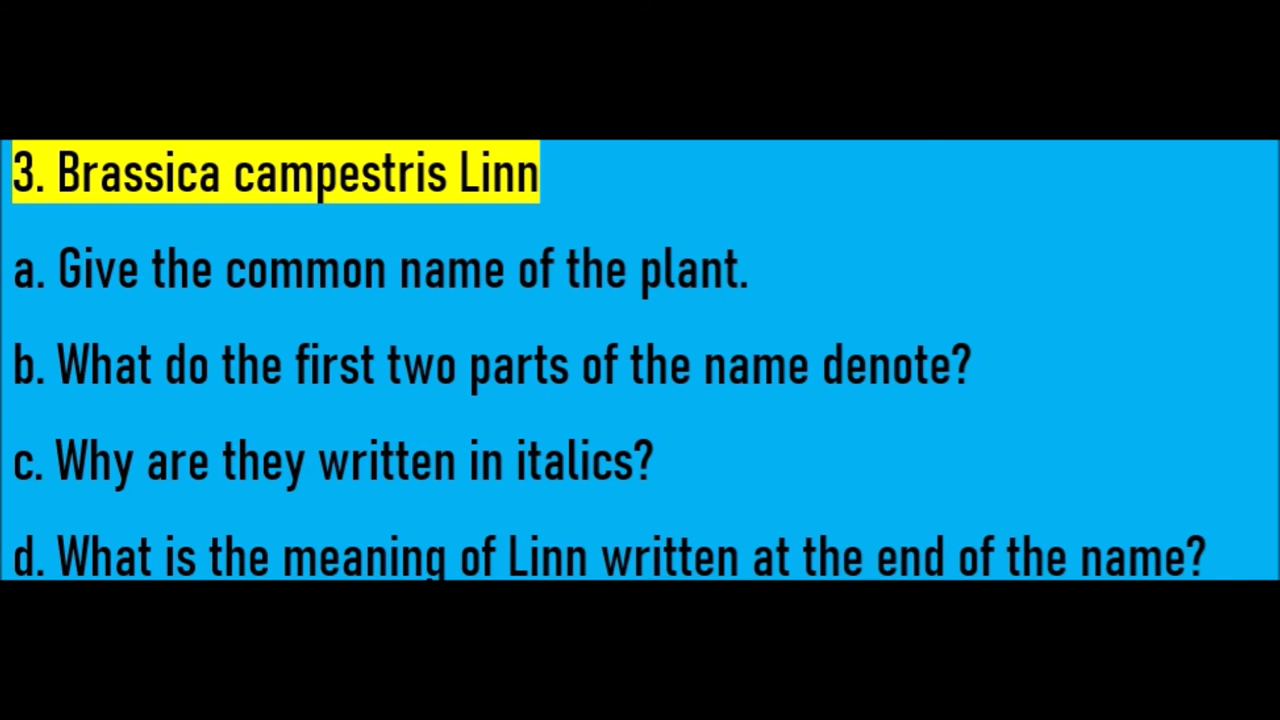 3. Brassica campestris Linn
a. Give the common name of the plant.
b. What do the first two parts of the name denote?
c. Why are they written in italics?
d. What is the meaning of Linn written at the end of the name?